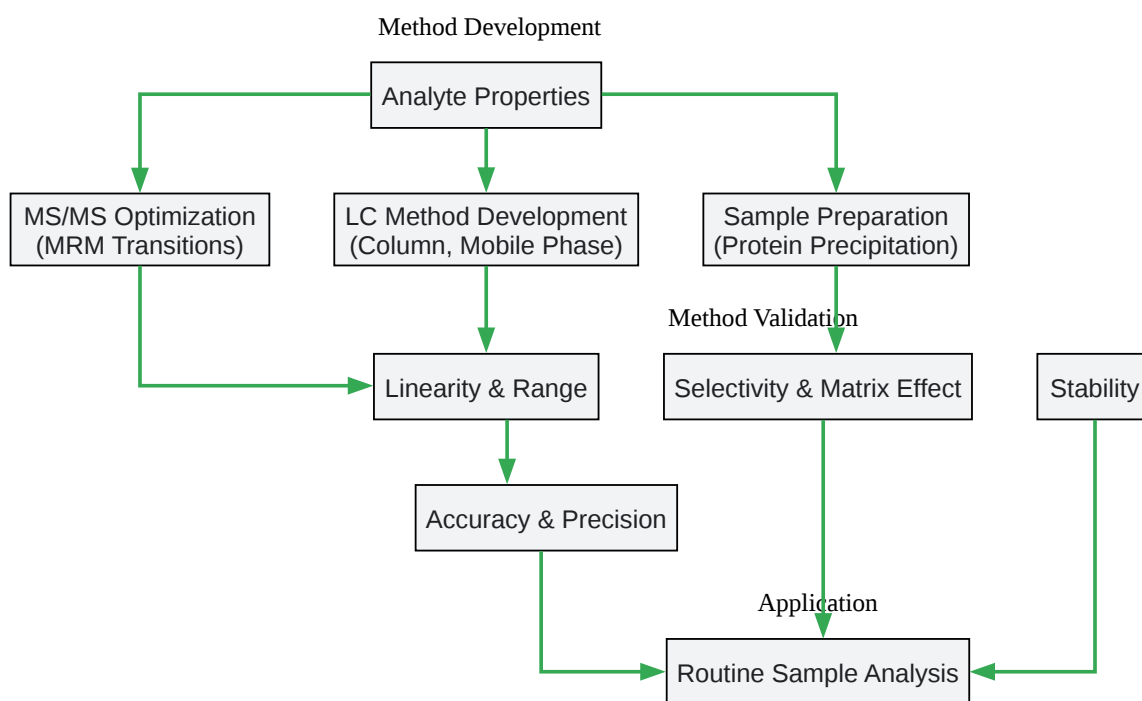 Method Development
Analyte Properties
MS/MS Optimization
(MRM Transitions)
LC Method Development
(Column, Mobile Phase)
Sample Preparation
(Protein Precipitation)
Method Validation
Linearity & Range
Selectivity & Matrix Effect
Stability
Accuracy & Precision
Application
Routine Sample Analysis